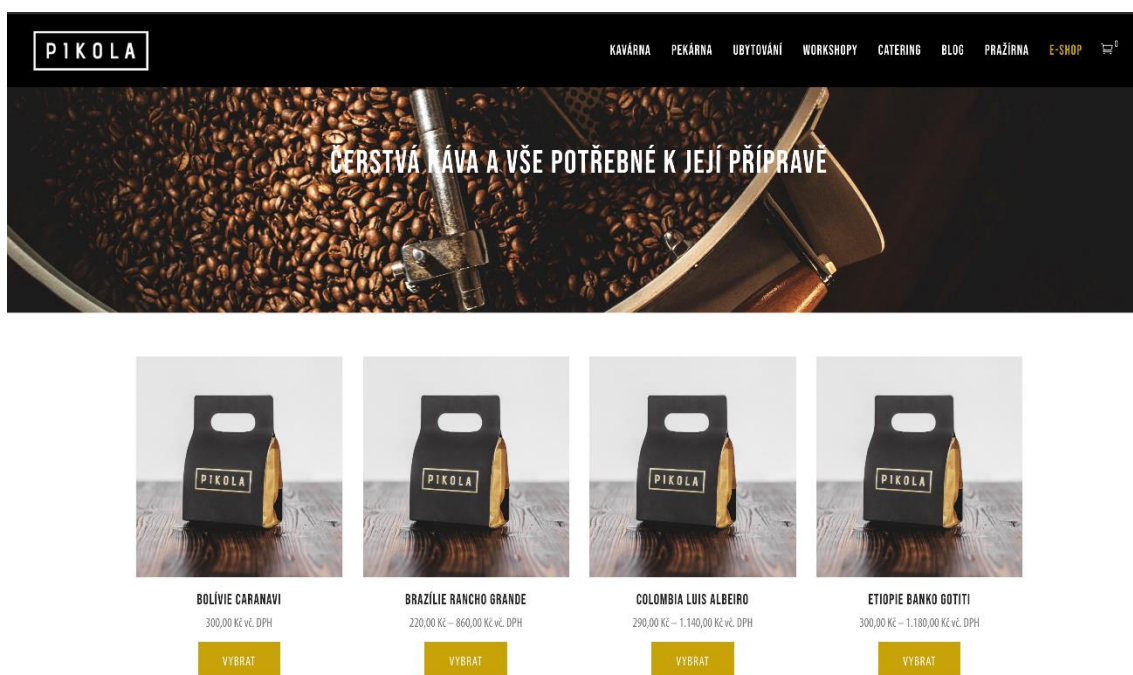 PIKOLA
KAVÁRNA PEKÁRNA UBYTOVÁNÍ WORKSHOPY CATERING BLOG PRAŽÍRNA E-SHOP 0
ČERSTVÁ KÁVA A VŠE POTŘEBNÉ K JEJÍ PŘÍPRAVĚ
PIKOLA PIKOLA PIKOLA PIKOLA
BOLÍVIE CARANAVI BRAZÍLIE RANCHO GRANDE COLOMBIA LUIS ALBEIRO ETIOPIE BANKO GOTITI
300,00 Kč vč. DPH 220,00 Kč – 860,00 Kč vč. DPH 290,00 Kč – 1.140,00 Kč vč. DPH 300,00 Kč – 1.180,00 Kč vč. DPH
VYBRAT VYBRAT VYBRAT VYBRAT